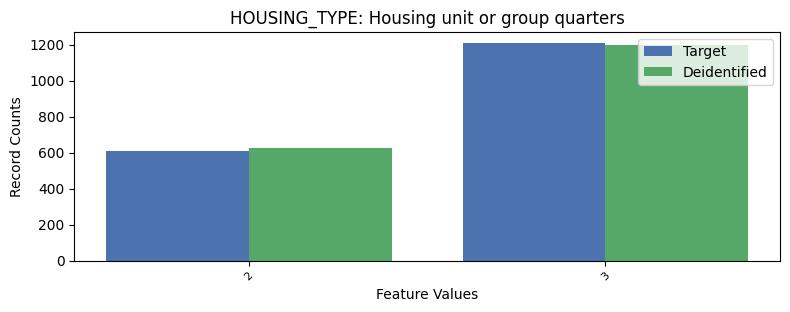 HOUSING_TYPE: Housing unit or group quarters
Target
Deidentified
Record Counts
1200
1000
800
600
400
200
0
2
3
Feature Values